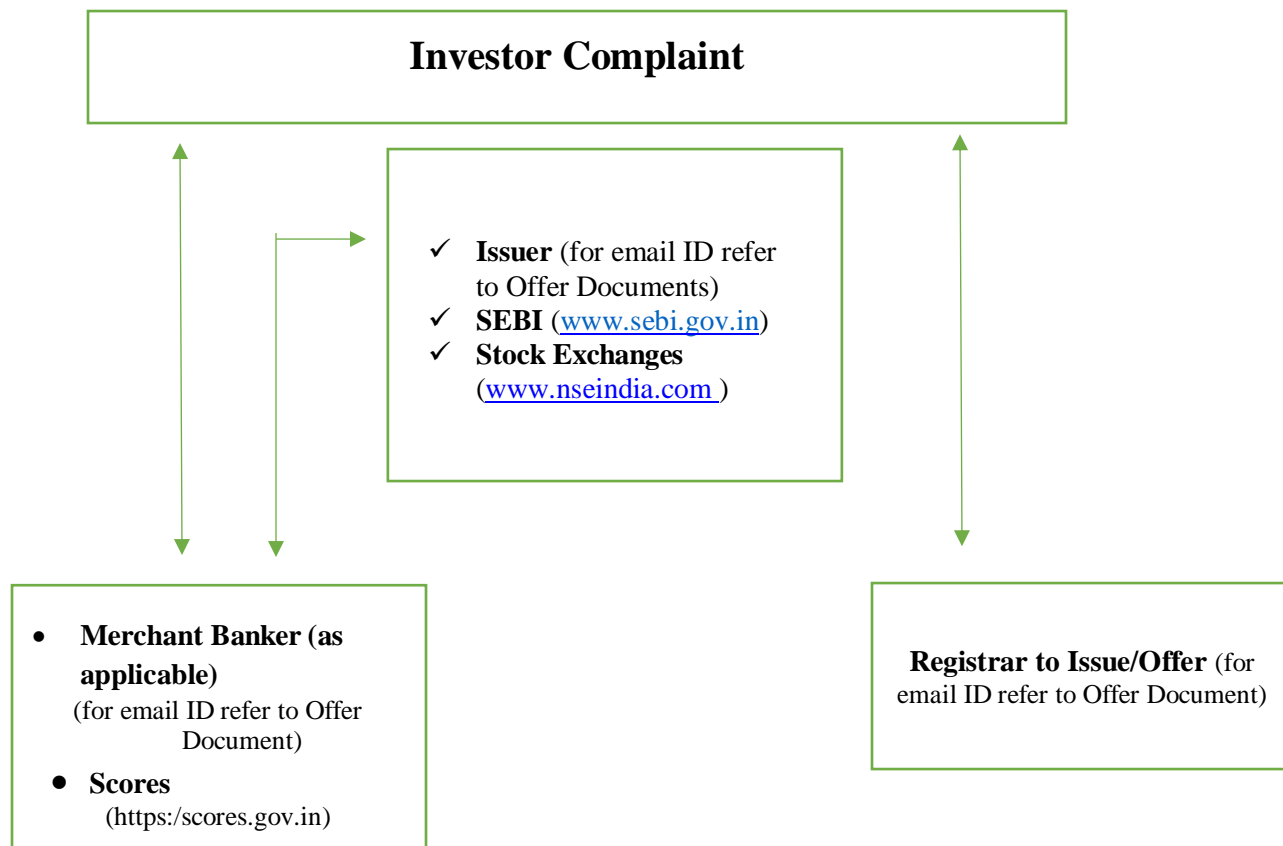 Investor Complaint
✓ Issuer (for email ID refer
to Offer Documents)
✓ SEBI (www.sebi.gov.in)
✓ Stock Exchanges
(www.nseindia.com )
• Merchant Banker (as
applicable)
(for email ID refer to Offer
Document)
• Scores
(https:/scores.gov.in)
Registrar to Issue/Offer (for
email ID refer to Offer Document)